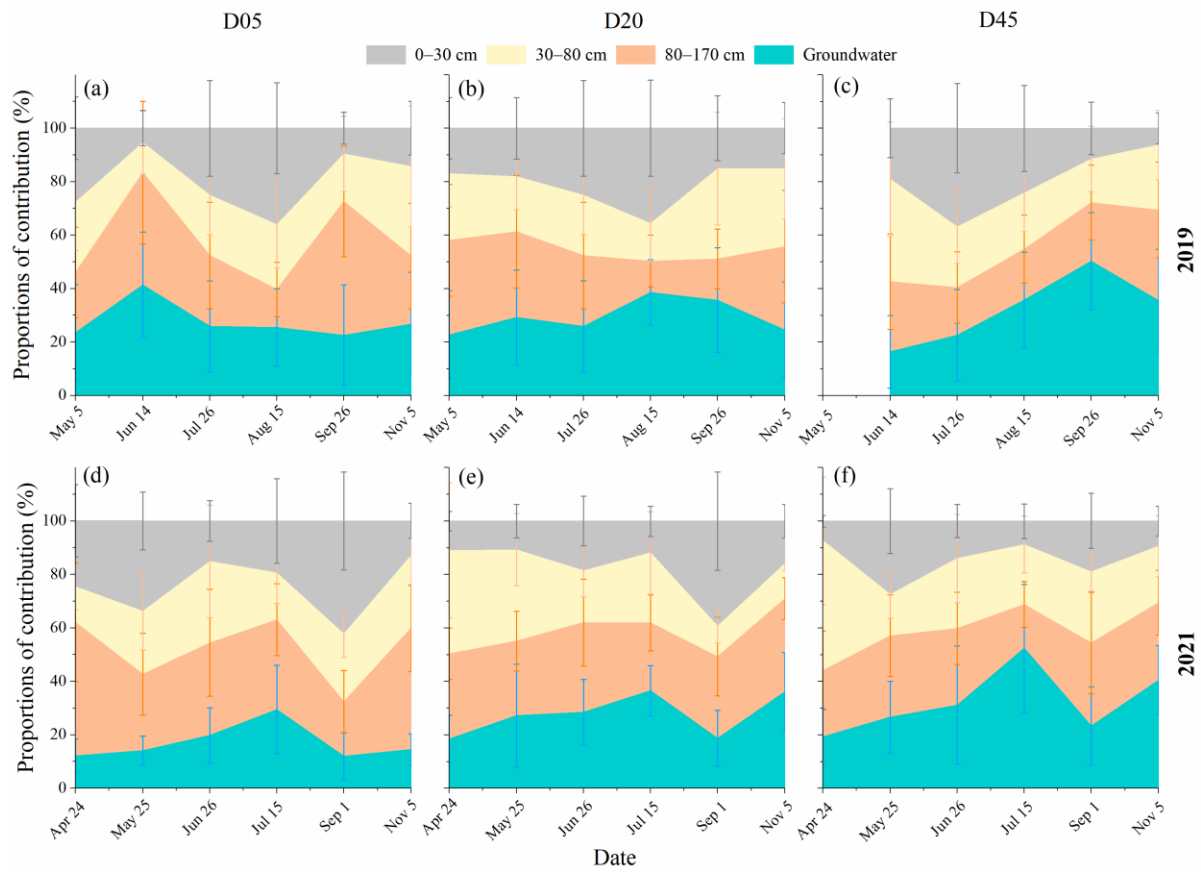 D05 D20 D45
0–30 cm 30–80 cm 80–170 cm Groundwater
(a) (b) (c)
Proportions of contribution (%)
100
80
60
40
20
0
May 5 Jun 14 Jul 26 Aug 15 Sep 26 Nov 5
May 5 Jun 14 Jul 26 Aug 15 Sep 26 Nov 5
May 5 Jun 14 Jul 26 Aug 15 Sep 26 Nov 5
2019
(d) (e) (f)
Proportions of contribution (%)
100
80
60
40
20
0
Apr 24 May 25 Jun 26 Jul 15 Sep 1 Nov 5
Apr 24 May 25 Jun 26 Jul 15 Sep 1 Nov 5
Apr 24 May 25 Jun 26 Jul 15 Sep 1 Nov 5
2021
Date